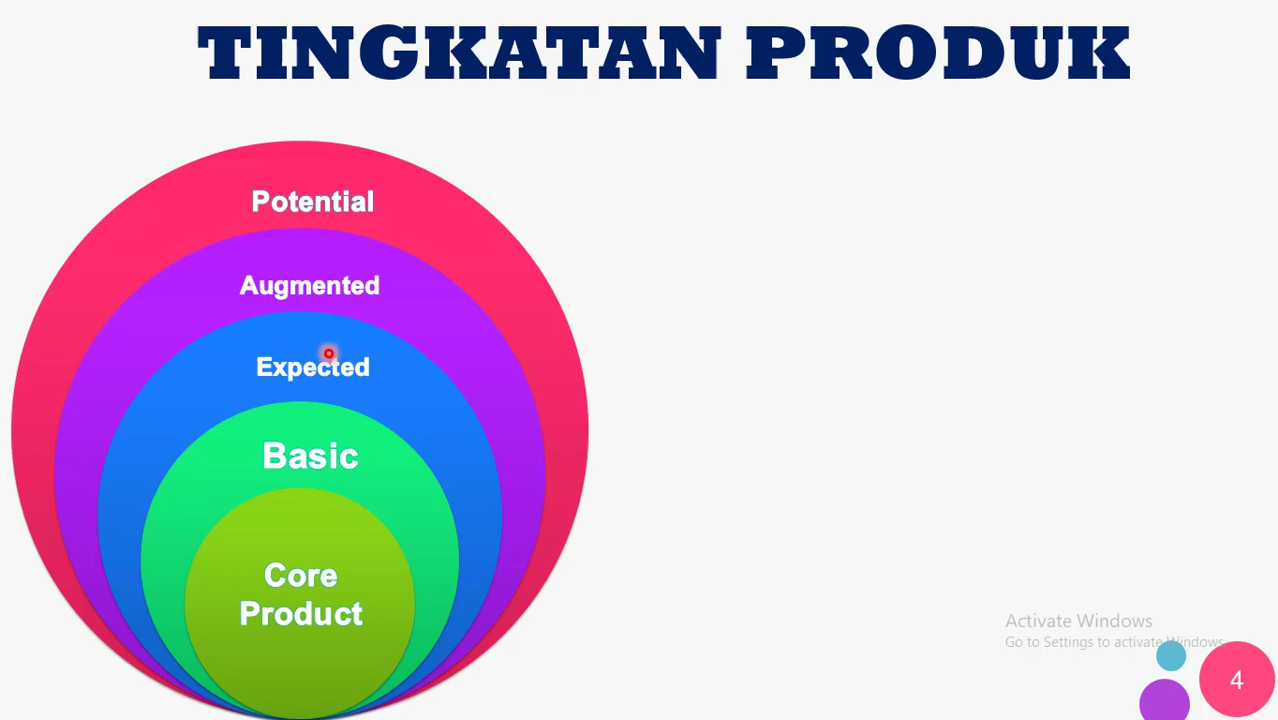 TINGKATAN PRODUK
Potential
Augmented
Expected
Basic
Core
Product
Activate Windows
Go to Settings to activate Windows.
4